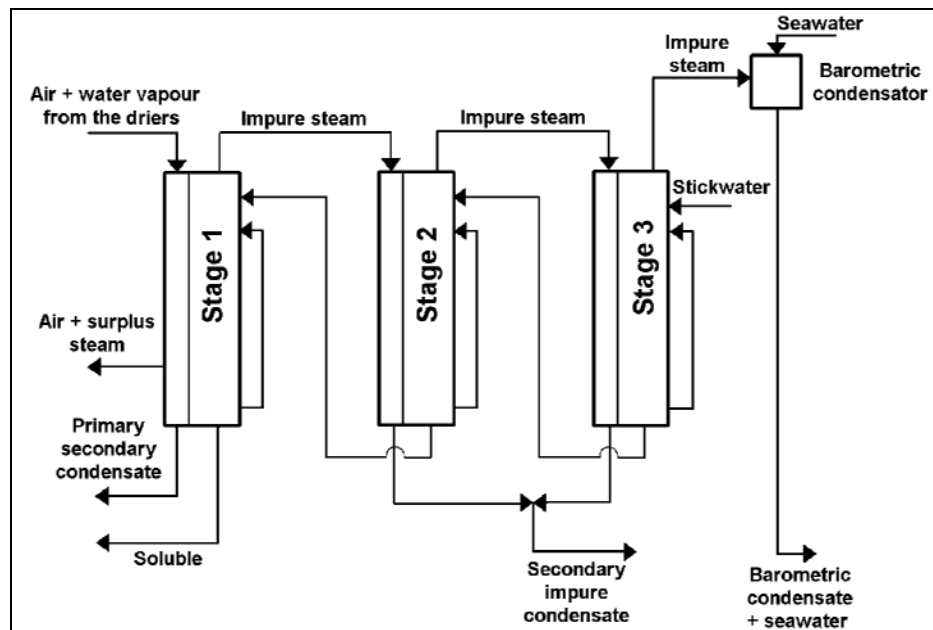 Seawater
Impure
steam
Barometric
condensator
Air + water vapour
from the driers
Impure steam
Impure steam
Stickwater
Stage 1
Stage 2
Stage 3
Air + surplus
steam
Primary
secondary
condensate
Soluble
Secondary
impure
condensate
Barometric
condensate
+ seawater